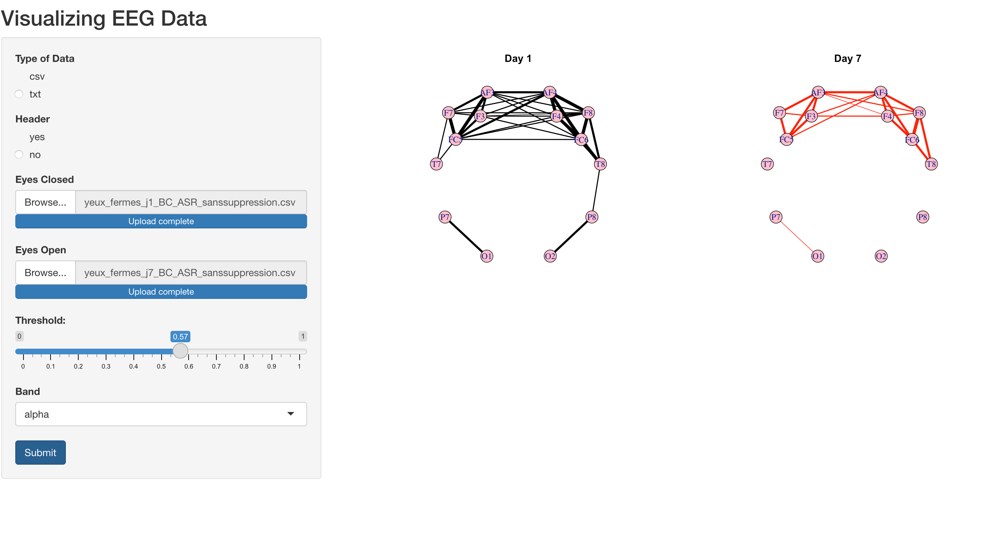 Visualizing EEG Data
Type of Data
csv
txt
Header
yes
no
Eyes Closed
Browse... yeux_fermes_j1_BC_ASR_sanssuppression.csv
Upload complete
Eyes Open
Browse... yeux_fermes_j7_BC_ASR_sanssuppression.csv
Upload complete
Threshold:
0 0.57 1
0 0.1 0.2 0.3 0.4 0.5 0.6 0.7 0.8 0.9 1
Band
alpha
Submit
Day 1
AF3 AF4
F7 F3 F4 F8
FC5 FC6
T7 T8
P7 P8
O1 O2
Day 7
AF3 AF4
F7 F3 F4 F8
FC5 FC6
T7 T8
P7 P8
O1 O2